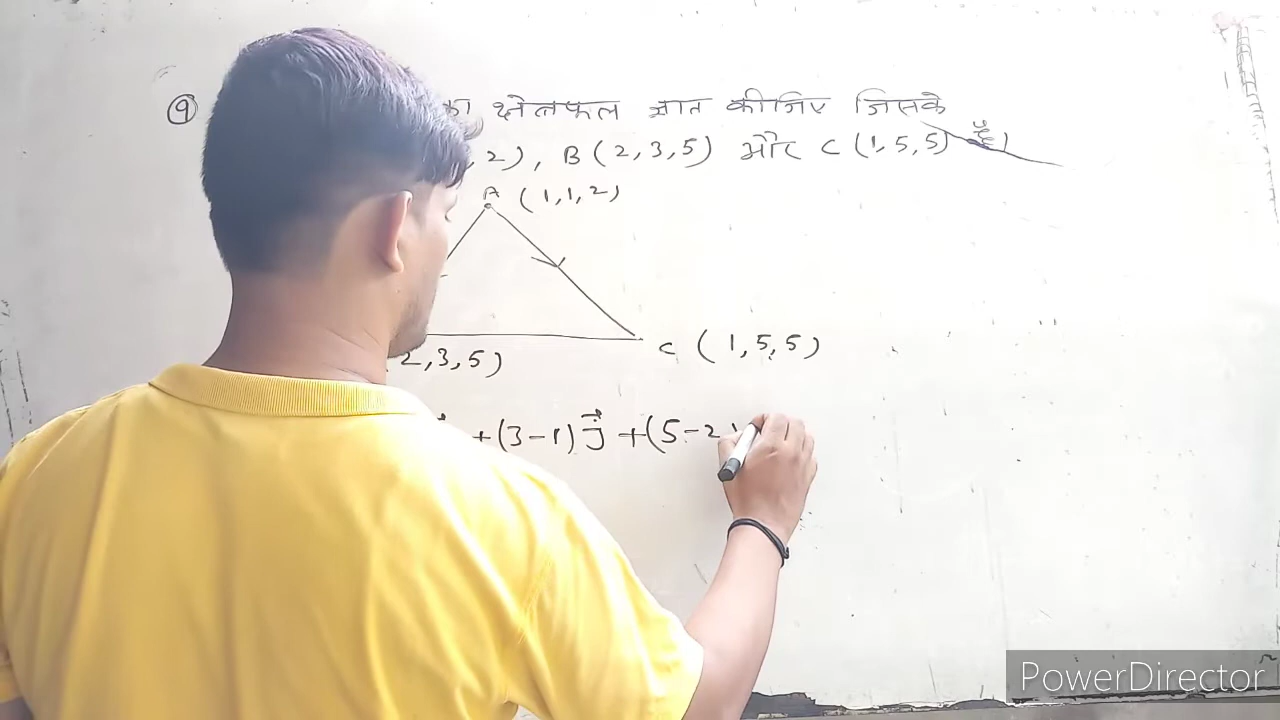 9 का क्षेत्रफल ज्ञात कीजिए जिसके
, 2), B (2, 3, 5) और C (1, 5, 5) हैं।
A (1, 1, 2)
C (1, 5, 5)
2, 3, 5)
+ (3 - 1) j⃗ + (5 - 2)
PowerDirector